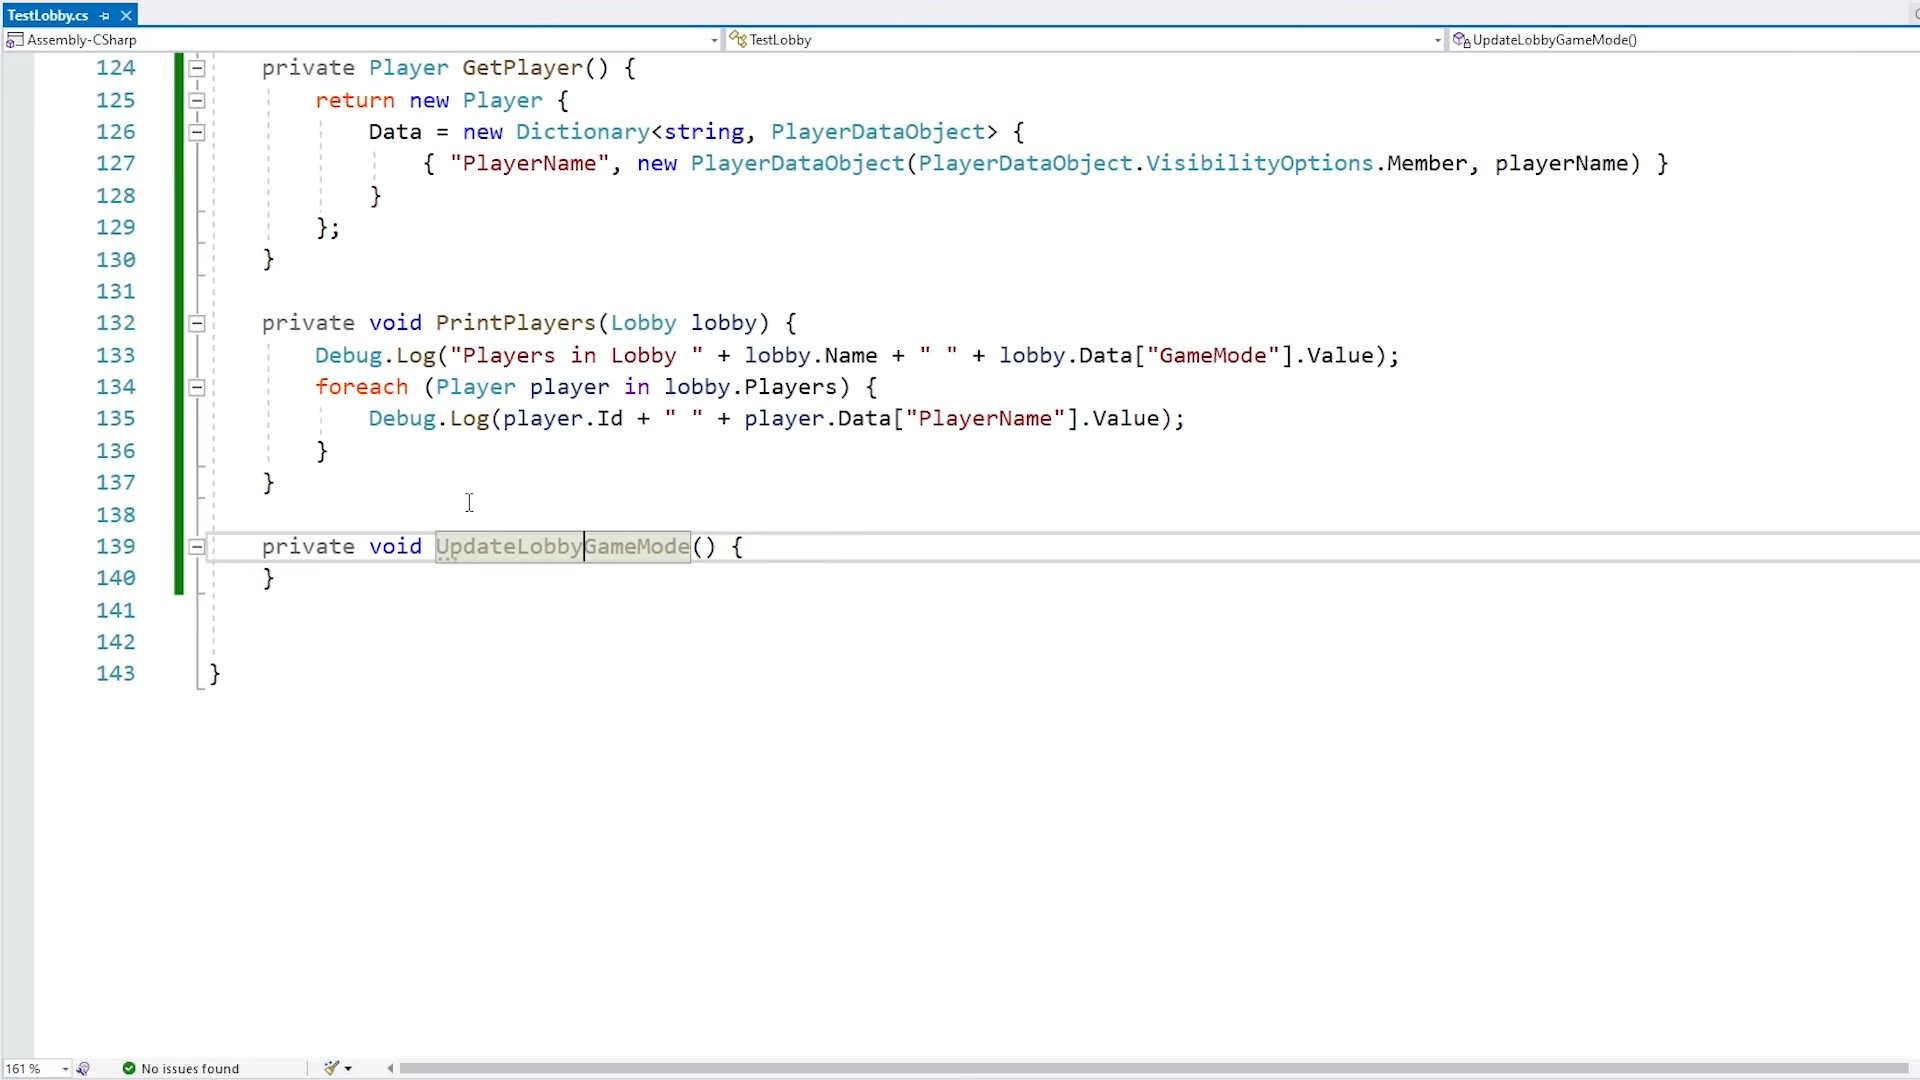 TestLobby.cs
Assembly-CSharp TestLobby UpdateLobbyGameMode()
124 private Player GetPlayer() {
125 return new Player {
126 Data = new Dictionary<string, PlayerDataObject> {
127 { "PlayerName", new PlayerDataObject(PlayerDataObject.VisibilityOptions.Member, playerName) }
128 }
129 };
130 }
131
132 private void PrintPlayers(Lobby lobby) {
133 Debug.Log("Players in Lobby " + lobby.Name + " " + lobby.Data["GameMode"].Value);
134 foreach (Player player in lobby.Players) {
135 Debug.Log(player.Id + " " + player.Data["PlayerName"].Value);
136 }
137 }
138
139 private void UpdateLobbyGameMode() {
140 }
141
142
143 }
161 % No issues found